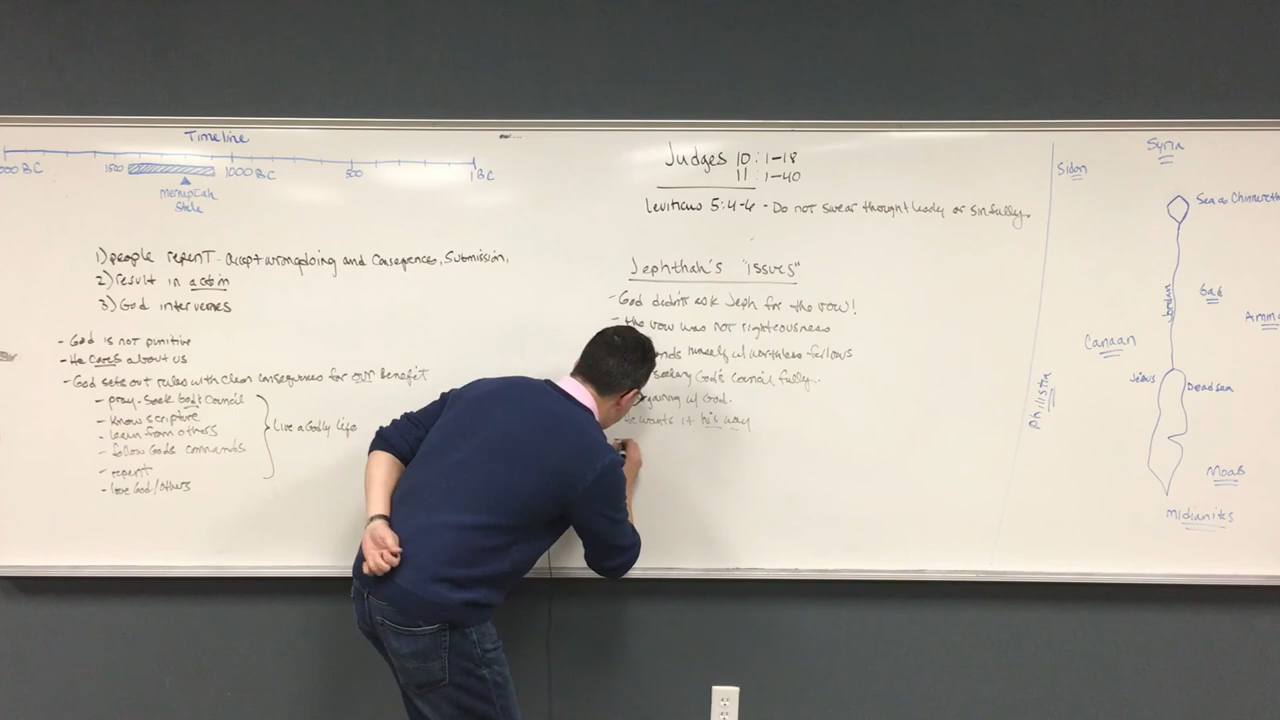 Timeline
000 BC
1500
1000 BC
500
1 BC
merneptah
Stele
1) people repent - accept wrongdoing and consequences, submission,
2) result in action
3) God intervenes
- God is not punitive
- He cares about us
- God sets out rules with clean consequences for our benefit
- pray - seek God's council
- Know scripture
- learn from others
- follow Gods commands
- repent
- love God/others
Live a Godly life
Judges 10:1-18
11:1-40
Leviticus 5:4-6 - Do not swear thoughtlessly or sinfully.
Jephthah's "issues"
- God didn't ask Jeph for the vow!
- the vow was not righteousness
himself w/ worthless fellows
seeking God's council fully.
w/ God.
wants it his way
Sidon
Syria
Sea of Chinnereth
Jordan
Gad
Ammo
Canaan
Jebus
Dead sea
Philistia
Moab
Midianites